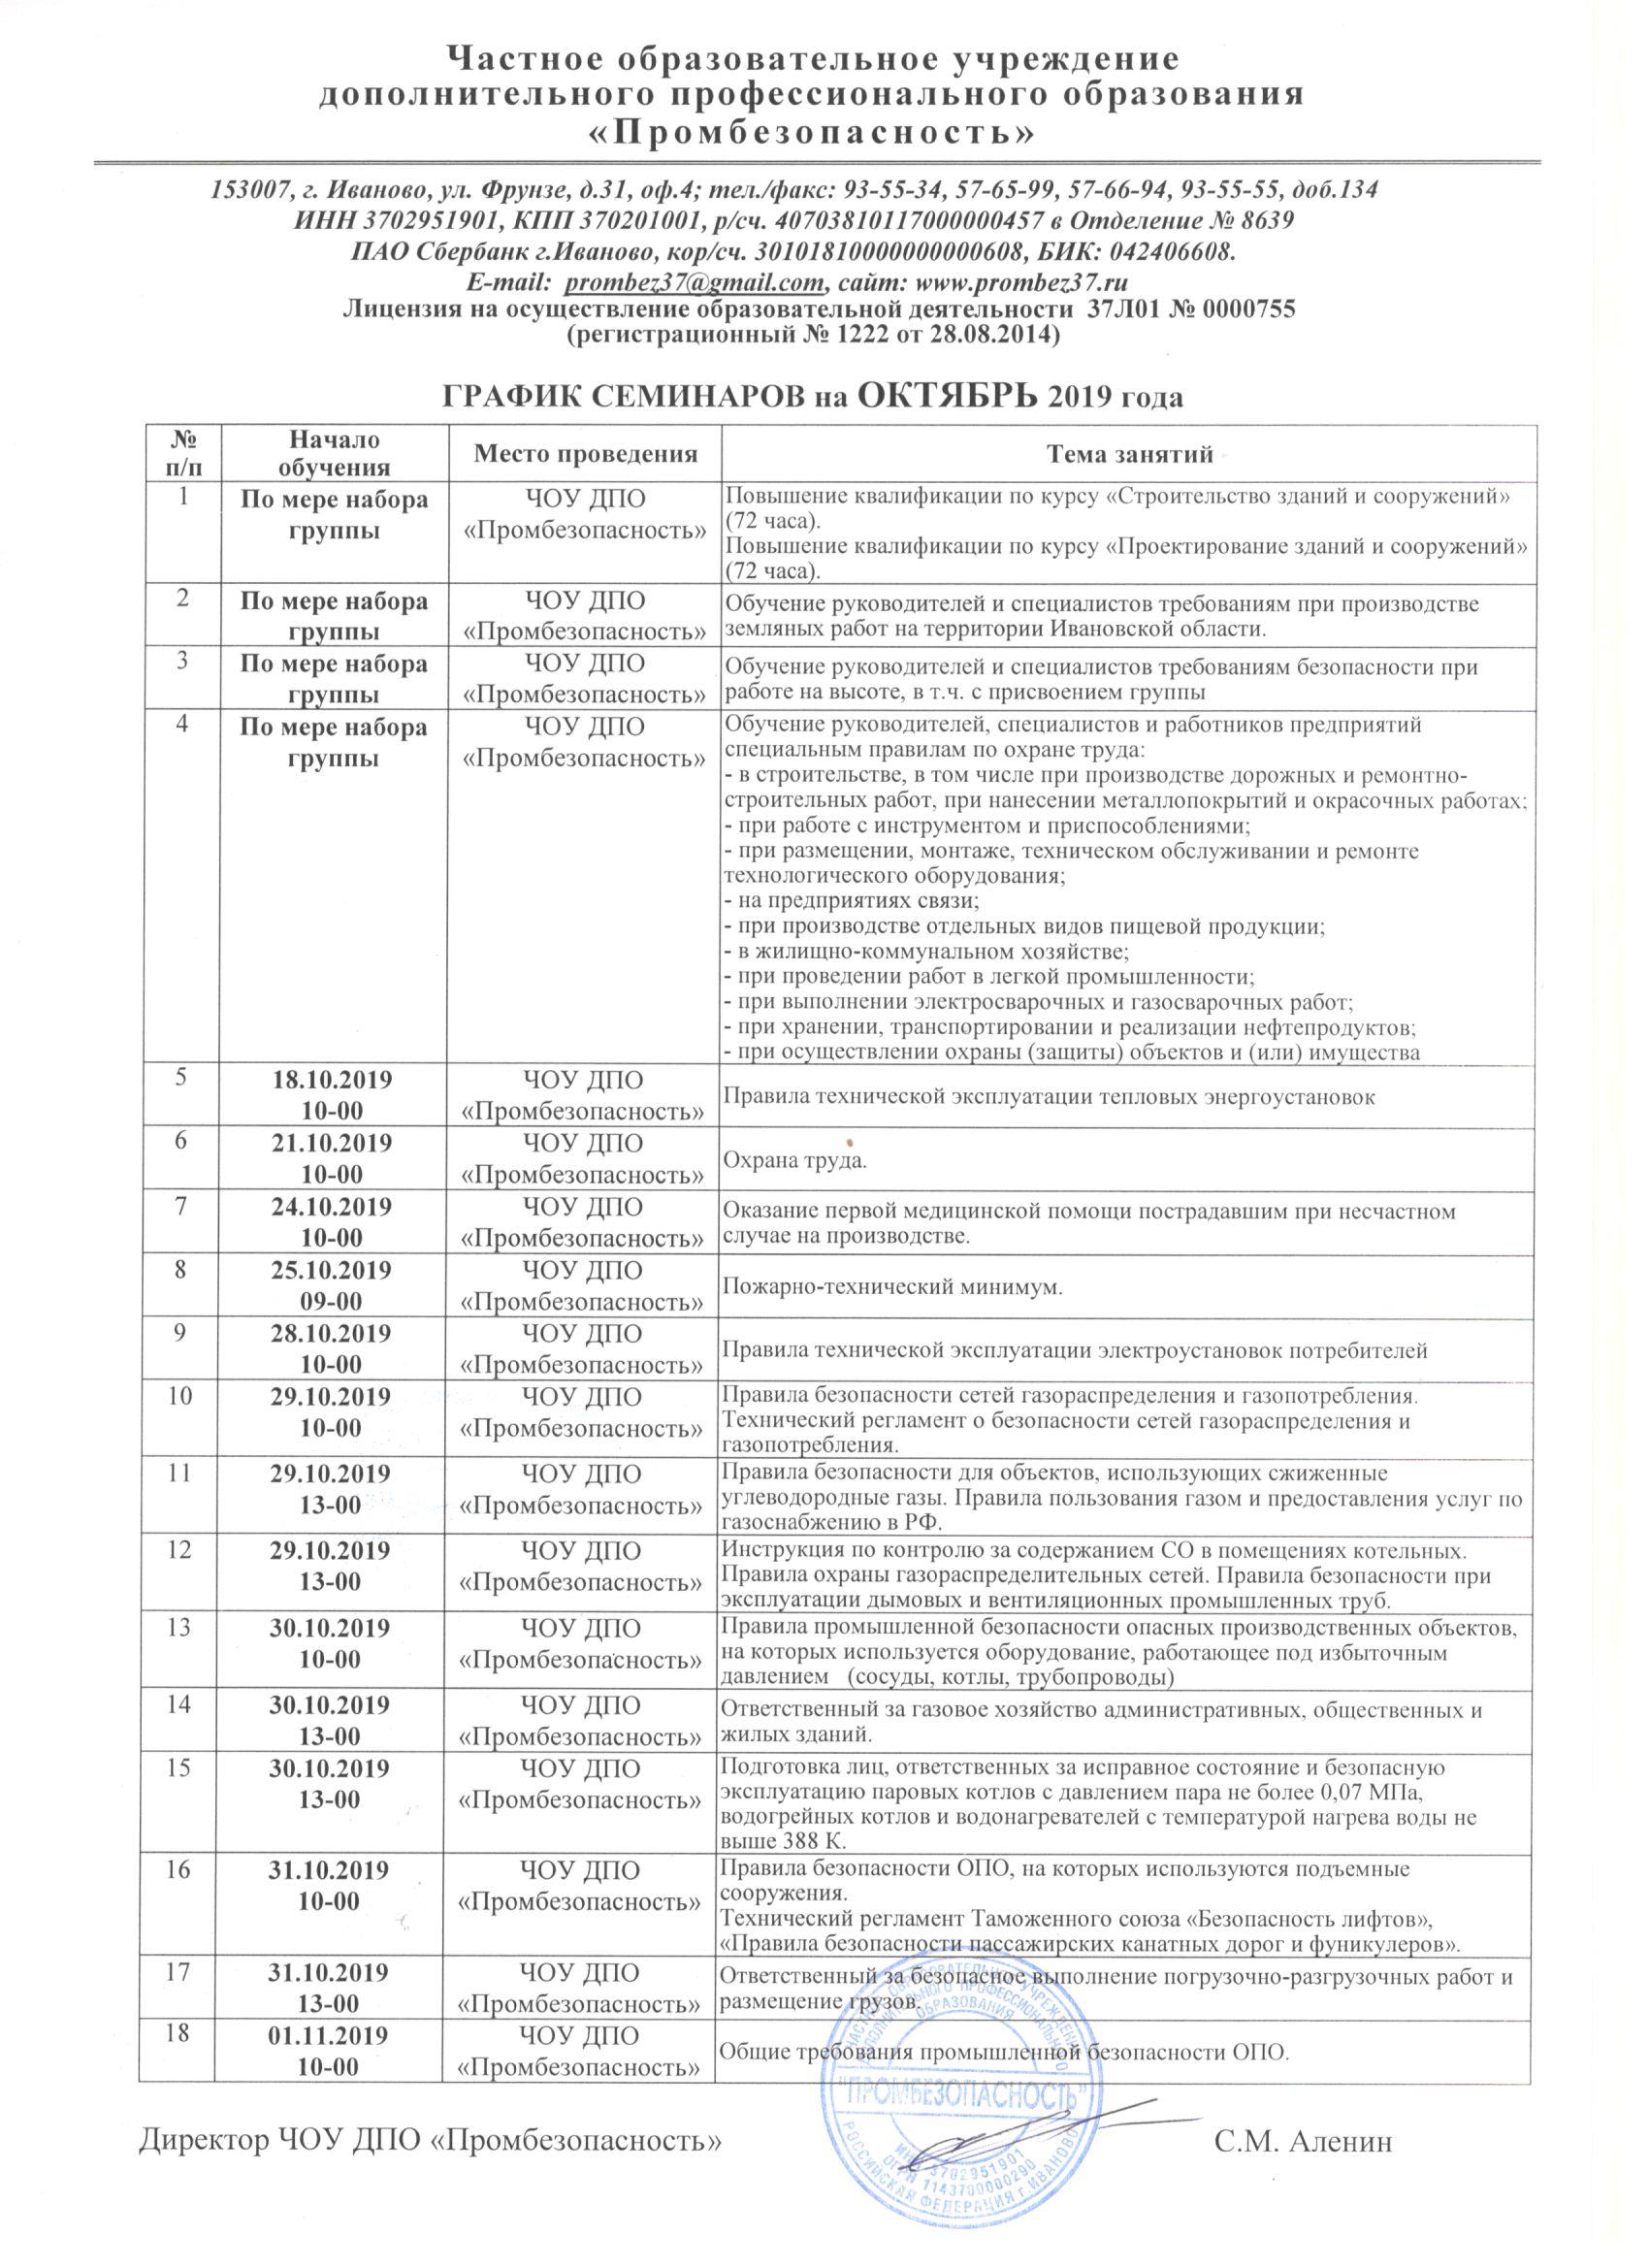 Частное образовательное учреждение
дополнительного профессионального образования
«Промбезопасность»
153007, г. Иваново, ул. Фрунзе, д.31, оф.4; тел./факс: 93-55-34, 57-65-99, 57-66-94, 93-55-55, доб.134
ИНН 3702951901, КПП 370201001, р/сч. 40703810117000000457 в Отделение № 8639
ПАО Сбербанк г.Иваново, кор/сч. 30101810000000000608, БИК: 042406608.
E-mail: prombez37@gmail.com, сайт: www.prombez37.ru
Лицензия на осуществление образовательной деятельности 37Л01 № 0000755
(регистрационный № 1222 от 28.08.2014)
ГРАФИК СЕМИНАРОВ на ОКТЯБРЬ 2019 года
№ п/п Начало обучения Место проведения Тема занятий
1 По мере набора группы ЧОУ ДПО «Промбезопасность» Повышение квалификации по курсу «Строительство зданий и сооружений»
(72 часа).
Повышение квалификации по курсу «Проектирование зданий и сооружений»
(72 часа).
2 По мере набора группы ЧОУ ДПО «Промбезопасность» Обучение руководителей и специалистов требованиям при производстве
земляных работ на территории Ивановской области.
3 По мере набора группы ЧОУ ДПО «Промбезопасность» Обучение руководителей и специалистов требованиям безопасности при
работе на высоте, в т.ч. с присвоением группы
4 По мере набора группы ЧОУ ДПО «Промбезопасность» Обучение руководителей, специалистов и работников предприятий
специальным правилам по охране труда:
- в строительстве, в том числе при производстве дорожных и ремонтно-
строительных работ, при нанесении металлопокрытий и окрасочных работах;
- при работе с инструментом и приспособлениями;
- при размещении, монтаже, техническом обслуживании и ремонте
технологического оборудования;
- на предприятиях связи;
- при производстве отдельных видов пищевой продукции;
- в жилищно-коммунальном хозяйстве;
- при проведении работ в легкой промышленности;
- при выполнении электросварочных и газосварочных работ;
- при хранении, транспортировании и реализации нефтепродуктов;
- при осуществлении охраны (защиты) объектов и (или) имущества
5 18.10.2019 10-00 ЧОУ ДПО «Промбезопасность» Правила технической эксплуатации тепловых энергоустановок
6 21.10.2019 10-00 ЧОУ ДПО «Промбезопасность» Охрана труда.
7 24.10.2019 10-00 ЧОУ ДПО «Промбезопасность» Оказание первой медицинской помощи пострадавшим при несчастном
случае на производстве.
8 25.10.2019 09-00 ЧОУ ДПО «Промбезопасность» Пожарно-технический минимум.
9 28.10.2019 10-00 ЧОУ ДПО «Промбезопасность» Правила технической эксплуатации электроустановок потребителей
10 29.10.2019 10-00 ЧОУ ДПО «Промбезопасность» Правила безопасности сетей газораспределения и газопотребления.
Технический регламент о безопасности сетей газораспределения и
газопотребления.
11 29.10.2019 13-00 ЧОУ ДПО «Промбезопасность» Правила безопасности для объектов, использующих сжиженные
углеводородные газы. Правила пользования газом и предоставления услуг по
газоснабжению в РФ.
12 29.10.2019 13-00 ЧОУ ДПО «Промбезопасность» Инструкция по контролю за содержанием СО в помещениях котельных.
Правила охраны газораспределительных сетей. Правила безопасности при
эксплуатации дымовых и вентиляционных промышленных труб.
13 30.10.2019 10-00 ЧОУ ДПО «Промбезопасность» Правила промышленной безопасности опасных производственных объектов,
на которых используется оборудование, работающее под избыточным
давлением (сосуды, котлы, трубопроводы)
14 30.10.2019 13-00 ЧОУ ДПО «Промбезопасность» Ответственный за газовое хозяйство административных, общественных и
жилых зданий.
15 30.10.2019 13-00 ЧОУ ДПО «Промбезопасность» Подготовка лиц, ответственных за исправное состояние и безопасную
эксплуатацию паровых котлов с давлением пара не более 0,07 МПа,
водогрейных котлов и водонагревателей с температурой нагрева воды не
выше 388 К.
16 31.10.2019 10-00 ЧОУ ДПО «Промбезопасность» Правила безопасности ОПО, на которых используются подъемные
сооружения.
Технический регламент Таможенного союза «Безопасность лифтов»,
«Правила безопасности пассажирских канатных дорог и фуникулеров».
17 31.10.2019 13-00 ЧОУ ДПО «Промбезопасность» Ответственный за безопасное выполнение погрузочно-разгрузочных работ и
размещение грузов.
18 01.11.2019 10-00 ЧОУ ДПО «Промбезопасность» Общие требования промышленной безопасности ОПО.
ЧАСТНОЕ ОБРАЗОВАТЕЛЬНОЕ УЧРЕЖДЕНИЕ
ДОПОЛНИТЕЛЬНОГО ПРОФЕССИОНАЛЬНОГО
ОБРАЗОВАНИЯ
"ПРОМБЕЗОПАСНОСТЬ"
ИНН 3702951901
ОГРН 1143700000290
РОССИЙСКАЯ ФЕДЕРАЦИЯ г.ИВАНОВО
Директор ЧОУ ДПО «Промбезопасность» С.М. Аленин